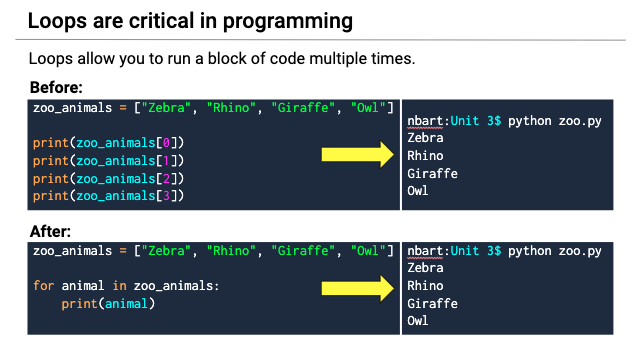 Loops are critical in programming
Loops allow you to run a block of code multiple times.
Before:
zoo_animals = ["Zebra", "Rhino", "Giraffe", "Owl"]
print(zoo_animals[0])
print(zoo_animals[1])
print(zoo_animals[2])
print(zoo_animals[3])
nbart:Unit 3$ python zoo.py
Zebra
Rhino
Giraffe
Owl
After:
zoo_animals = ["Zebra", "Rhino", "Giraffe", "Owl"]
for animal in zoo_animals:
    print(animal)
nbart:Unit 3$ python zoo.py
Zebra
Rhino
Giraffe
Owl